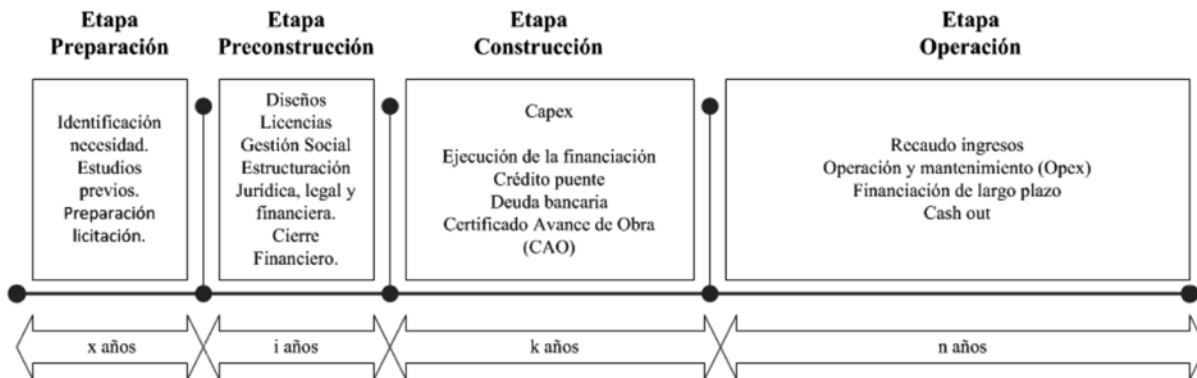 Etapa
Preparación
Etapa
Preconstrucción
Etapa
Construcción
Etapa
Operación
Identificación
necesidad.
Estudios
previos.
Preparación
licitación.
Diseños
Licencias
Gestión Social
Estructuración
Jurídica, legal y
financiera.
Cierre
Financiero.
Capex
Ejecución de la financiación
Crédito puente
Deuda bancaria
Certificado Avance de Obra
(CAO)
Recaudo ingresos
Operación y mantenimiento (Opex)
Financiación de largo plazo
Cash out
x años
i años
k años
n años